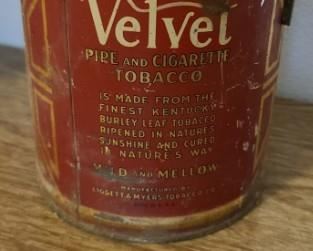 Velvet
PIPE AND CIGARETTE
TOBACCO
IS MADE FROM THE
FINEST KENTUCKY
BURLEY LEAF TOBACCO
RIPENED IN NATURE'S
SUNSHINE AND CURED
IN NATURE'S WAY
MILD AND MELLOW
MANUFACTURED BY
LIGGETT & MYERS TOBACCO CO.